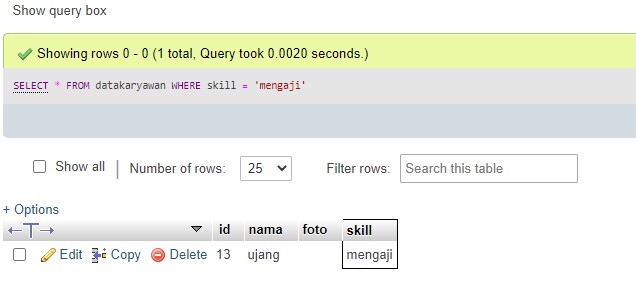 Show query box
Showing rows 0 - 0 (1 total, Query took 0.0020 seconds.)
SELECT * FROM datakaryawan WHERE skill = 'mengaji'
Show all Number of rows: 25 Filter rows: Search this table
+ Options
←T→ id nama foto skill
Edit Copy Delete 13 ujang mengaji